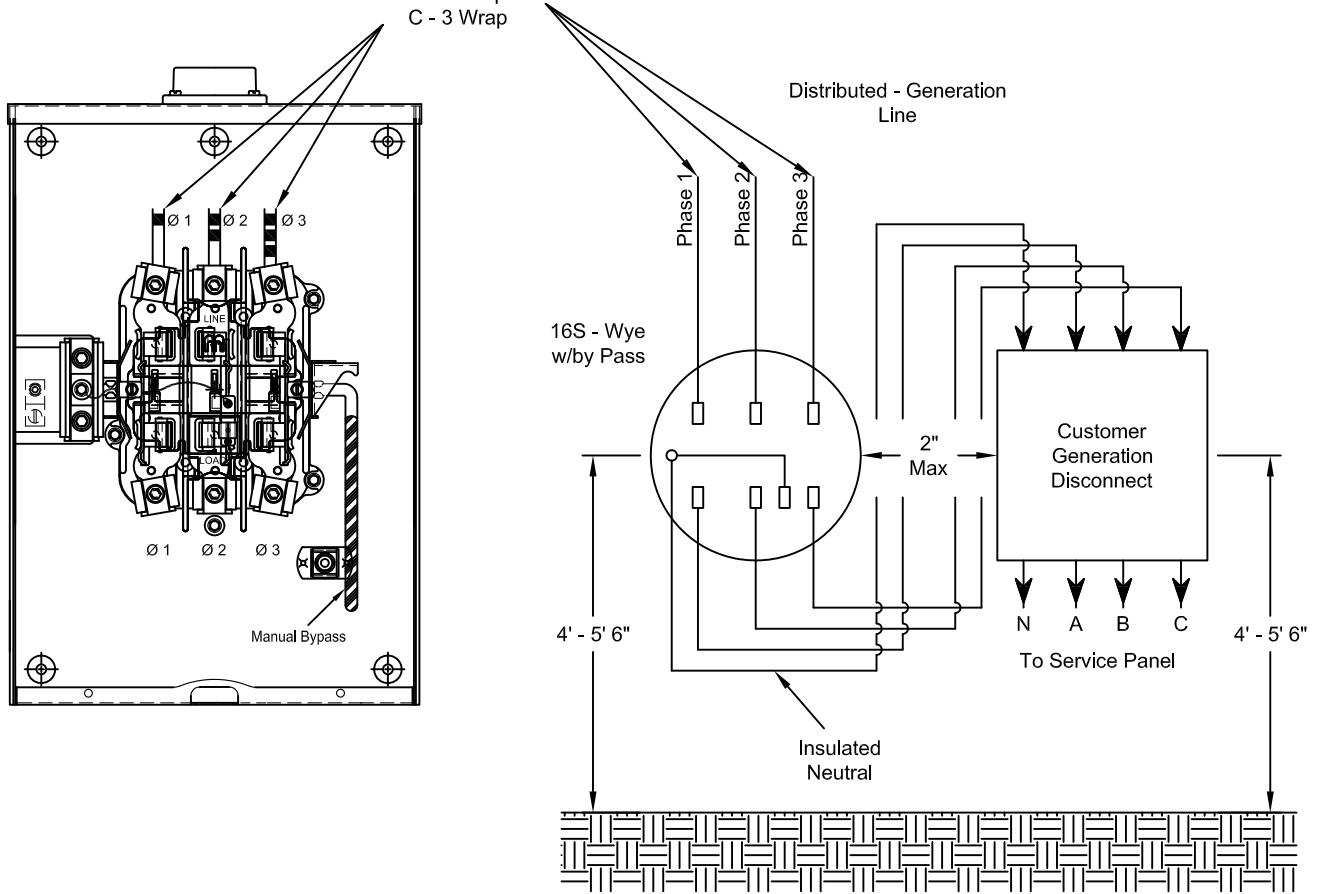 C - 3 Wrap
Distributed - Generation
Line
Phase 1
Phase 2
Phase 3
Ø 1
Ø 2
Ø 3
LINE
16S - Wye
w/by Pass
2"
Max
Customer
Generation
Disconnect
Ø 1
Ø 2
Ø 3
4' - 5' 6"
N
A
B
C
4' - 5' 6"
Manual Bypass
To Service Panel
Insulated
Neutral